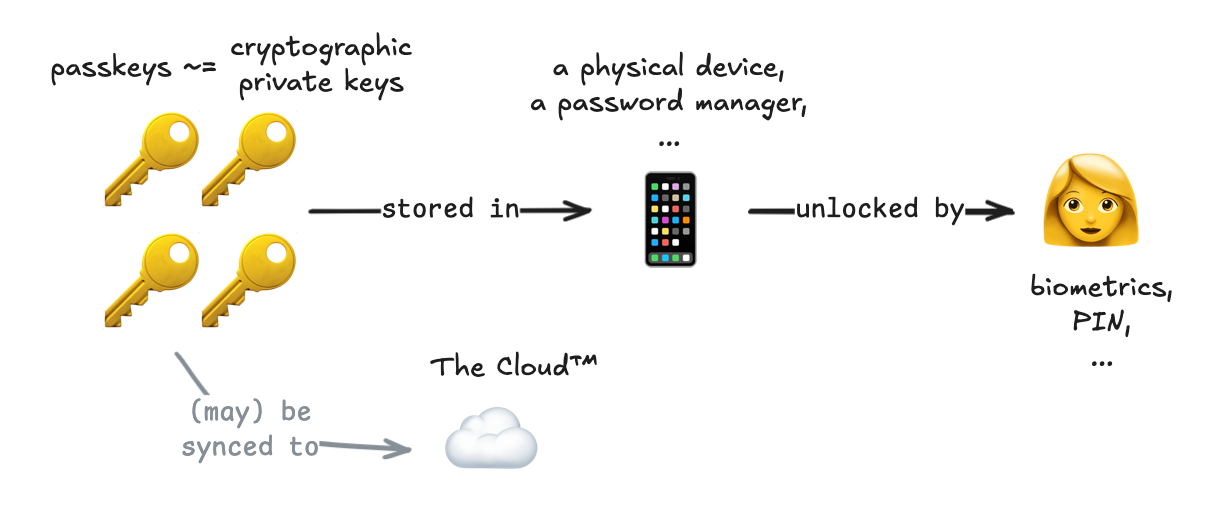 passkeys ~=
cryptographic
private keys
a physical device,
a password manager,
...
stored in
unlocked by
biometrics,
PIN,
...
The Cloud™
(may) be
synced to